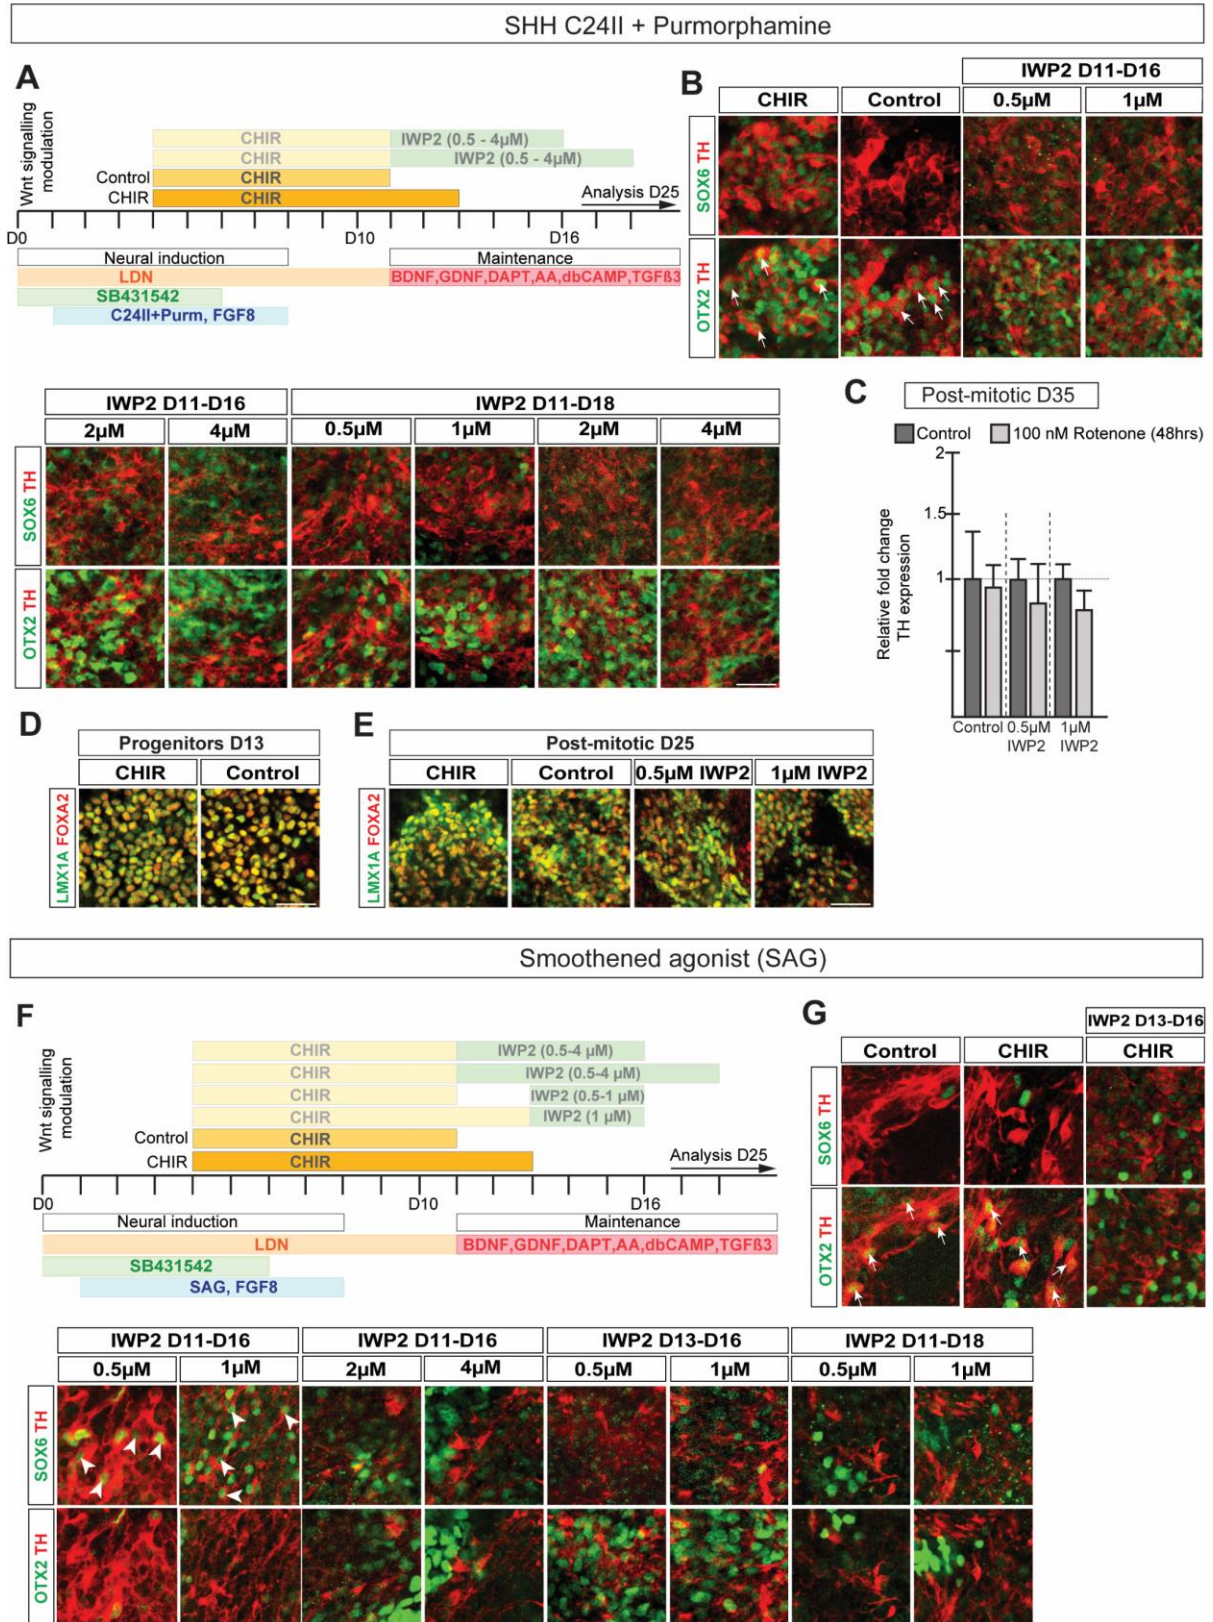 SHH C24II + Purmorphamine
A
Wnt signalling
modulation
CHIR
IWP2 (0.5 - 4µM)
CHIR
IWP2 (0.5 - 4µM)
Control
CHIR
CHIR
CHIR
Analysis D25
D0
D10
D16
Neural induction
Maintenance
LDN
BDNF,GDNF,DAPT,AA,dbCAMP,TGFß3
SB431542
C24II+Purm, FGF8
B
IWP2 D11-D16
CHIR
Control
0.5µM
1µM
SOX6 TH
OTX2 TH
IWP2 D11-D16
IWP2 D11-D18
2µM
4µM
0.5µM
1µM
2µM
4µM
SOX6 TH
OTX2 TH
C
Post-mitotic D35
Control
100 nM Rotenone (48hrs)
Relative fold change
TH expression
2
1.5
1
Control
0.5µM
IWP2
1µM
IWP2
D
Progenitors D13
CHIR
Control
LMX1A FOXA2
E
Post-mitotic D25
CHIR
Control
0.5µM IWP2
1µM IWP2
LMX1A FOXA2
Smoothened agonist (SAG)
F
Wnt signalling
modulation
CHIR
IWP2 (0.5-4 µM)
CHIR
IWP2 (0.5-4 µM)
CHIR
IWP2 (0.5-1 µM)
CHIR
IWP2 (1 µM)
Control
CHIR
CHIR
CHIR
Analysis D25
D0
D10
D16
Neural induction
Maintenance
LDN
BDNF,GDNF,DAPT,AA,dbCAMP,TGFß3
SB431542
SAG, FGF8
G
IWP2 D13-D16
Control
CHIR
CHIR
SOX6 TH
OTX2 TH
IWP2 D11-D16
IWP2 D11-D16
IWP2 D13-D16
IWP2 D11-D18
0.5µM
1µM
2µM
4µM
0.5µM
1µM
0.5µM
1µM
SOX6 TH
OTX2 TH